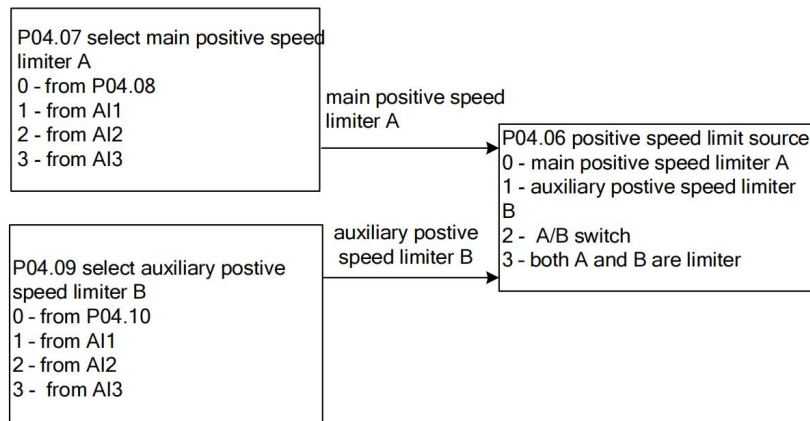 P04.07 select main positive speed
limiter A
0 - from P04.08
1 - from AI1
2 - from AI2
3 - from AI3
main positive speed
limiter A
P04.06 positive speed limit source
0 - main positive speed limiter A
1 - auxiliary postive speed limiter
B
2 - A/B switch
3 - both A and B are limiter
auxiliary postive
speed limiter B
P04.09 select auxiliary postive
speed limiter B
0 - from P04.10
1 - from AI1
2 - from AI2
3 - from AI3